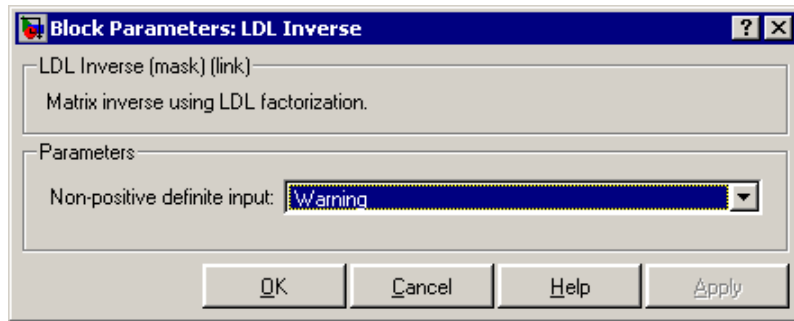 Block Parameters: LDL Inverse
LDL Inverse (mask) (link)
Matrix inverse using LDL factorization.
Parameters
Non-positive definite input: Warning
OK Cancel Help Apply